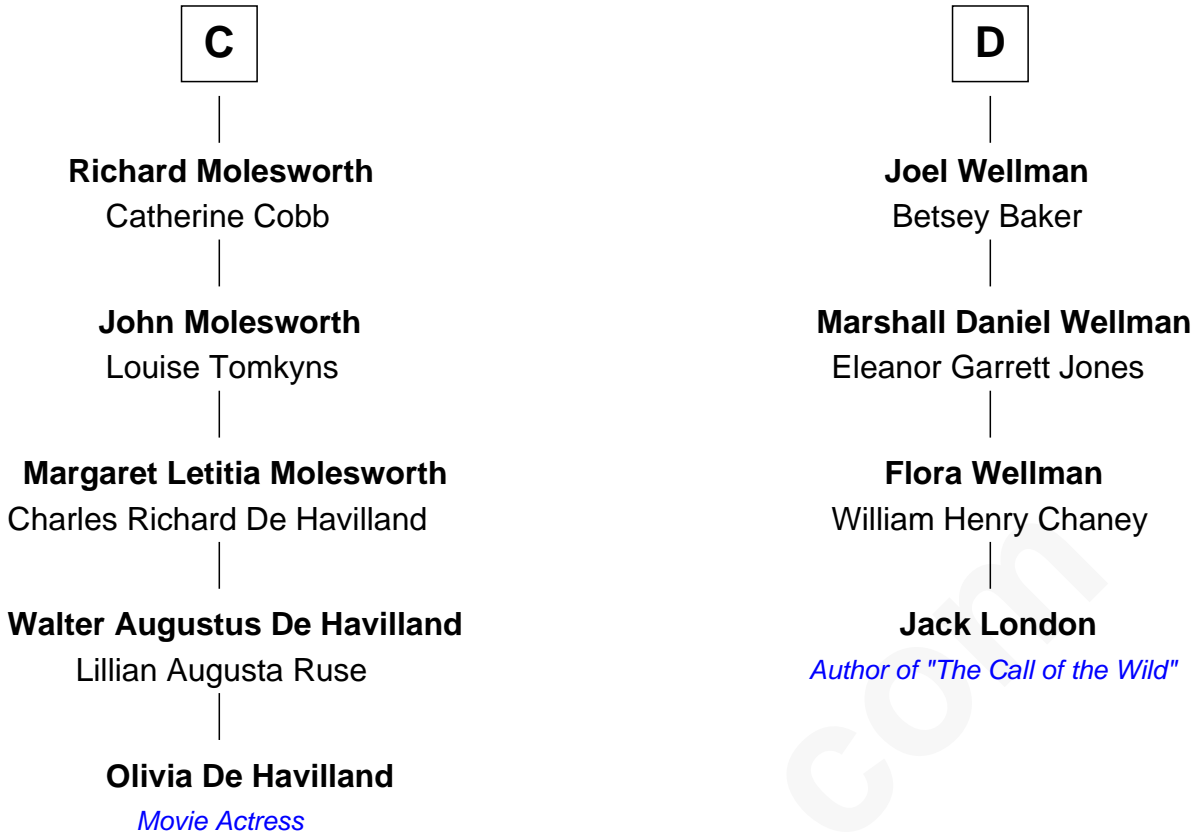 C
Richard Molesworth
Catherine Cobb
John Molesworth
Louise Tomkyns
Margaret Letitia Molesworth
Charles Richard De Havilland
Walter Augustus De Havilland
Lillian Augusta Ruse
Olivia De Havilland
Movie Actress
D
Joel Wellman
Betsey Baker
Marshall Daniel Wellman
Eleanor Garrett Jones
Flora Wellman
William Henry Chaney
Jack London
Author of "The Call of the Wild"
com